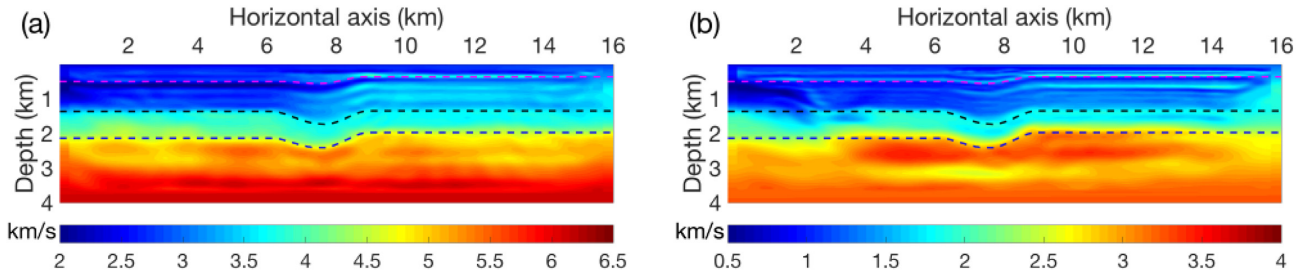 (a) Horizontal axis (km)
2 4 6 8 10 12 14 16
Depth (km)
1
2
3
4
km/s
2 2.5 3 3.5 4 4.5 5 5.5 6 6.5
(b) Horizontal axis (km)
2 4 6 8 10 12 14 16
Depth (km)
1
2
3
4
km/s
0.5 1 1.5 2 2.5 3 3.5 4